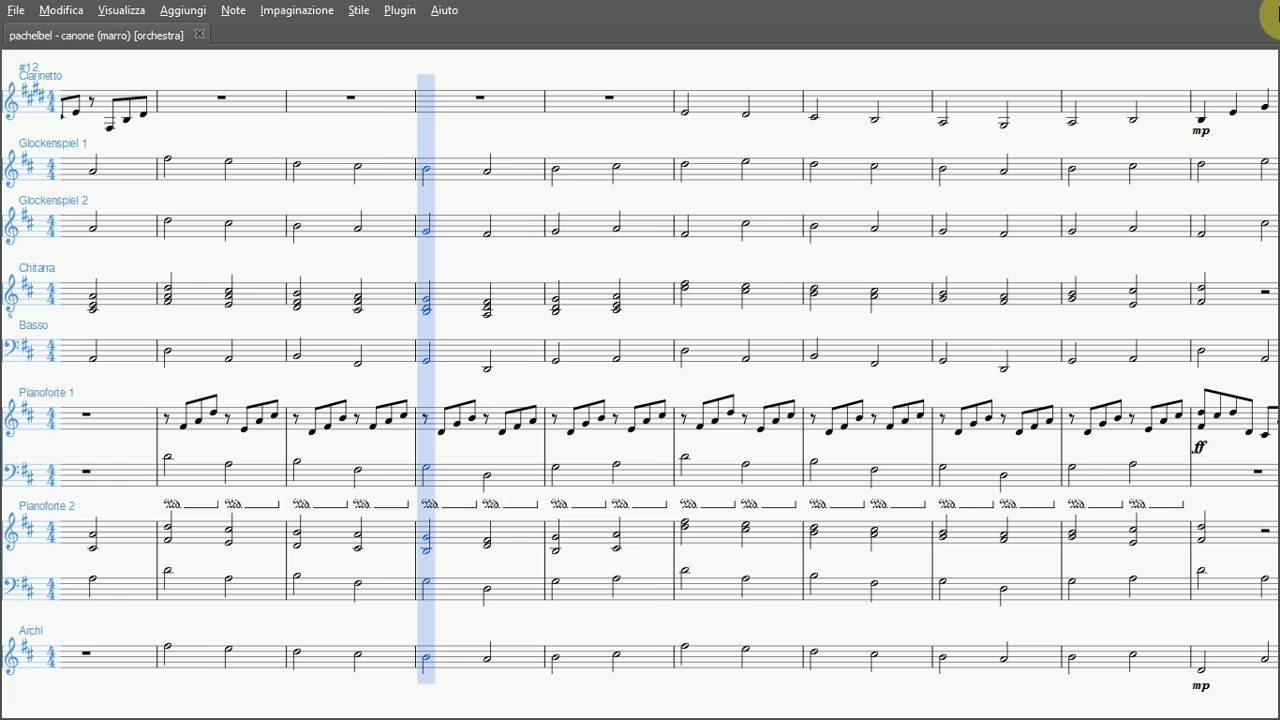 File Modifica Visualizza Aggiungi Note Impaginazione Stile Plugin Aiuto
pachelbel - canone (marro) [orchestra]
#12
Clarinetto
mp
Glockenspiel 1
Glockenspiel 2
Chitarra
8
Basso
Pianoforte 1
ff
Pianoforte 2
Archi
mp